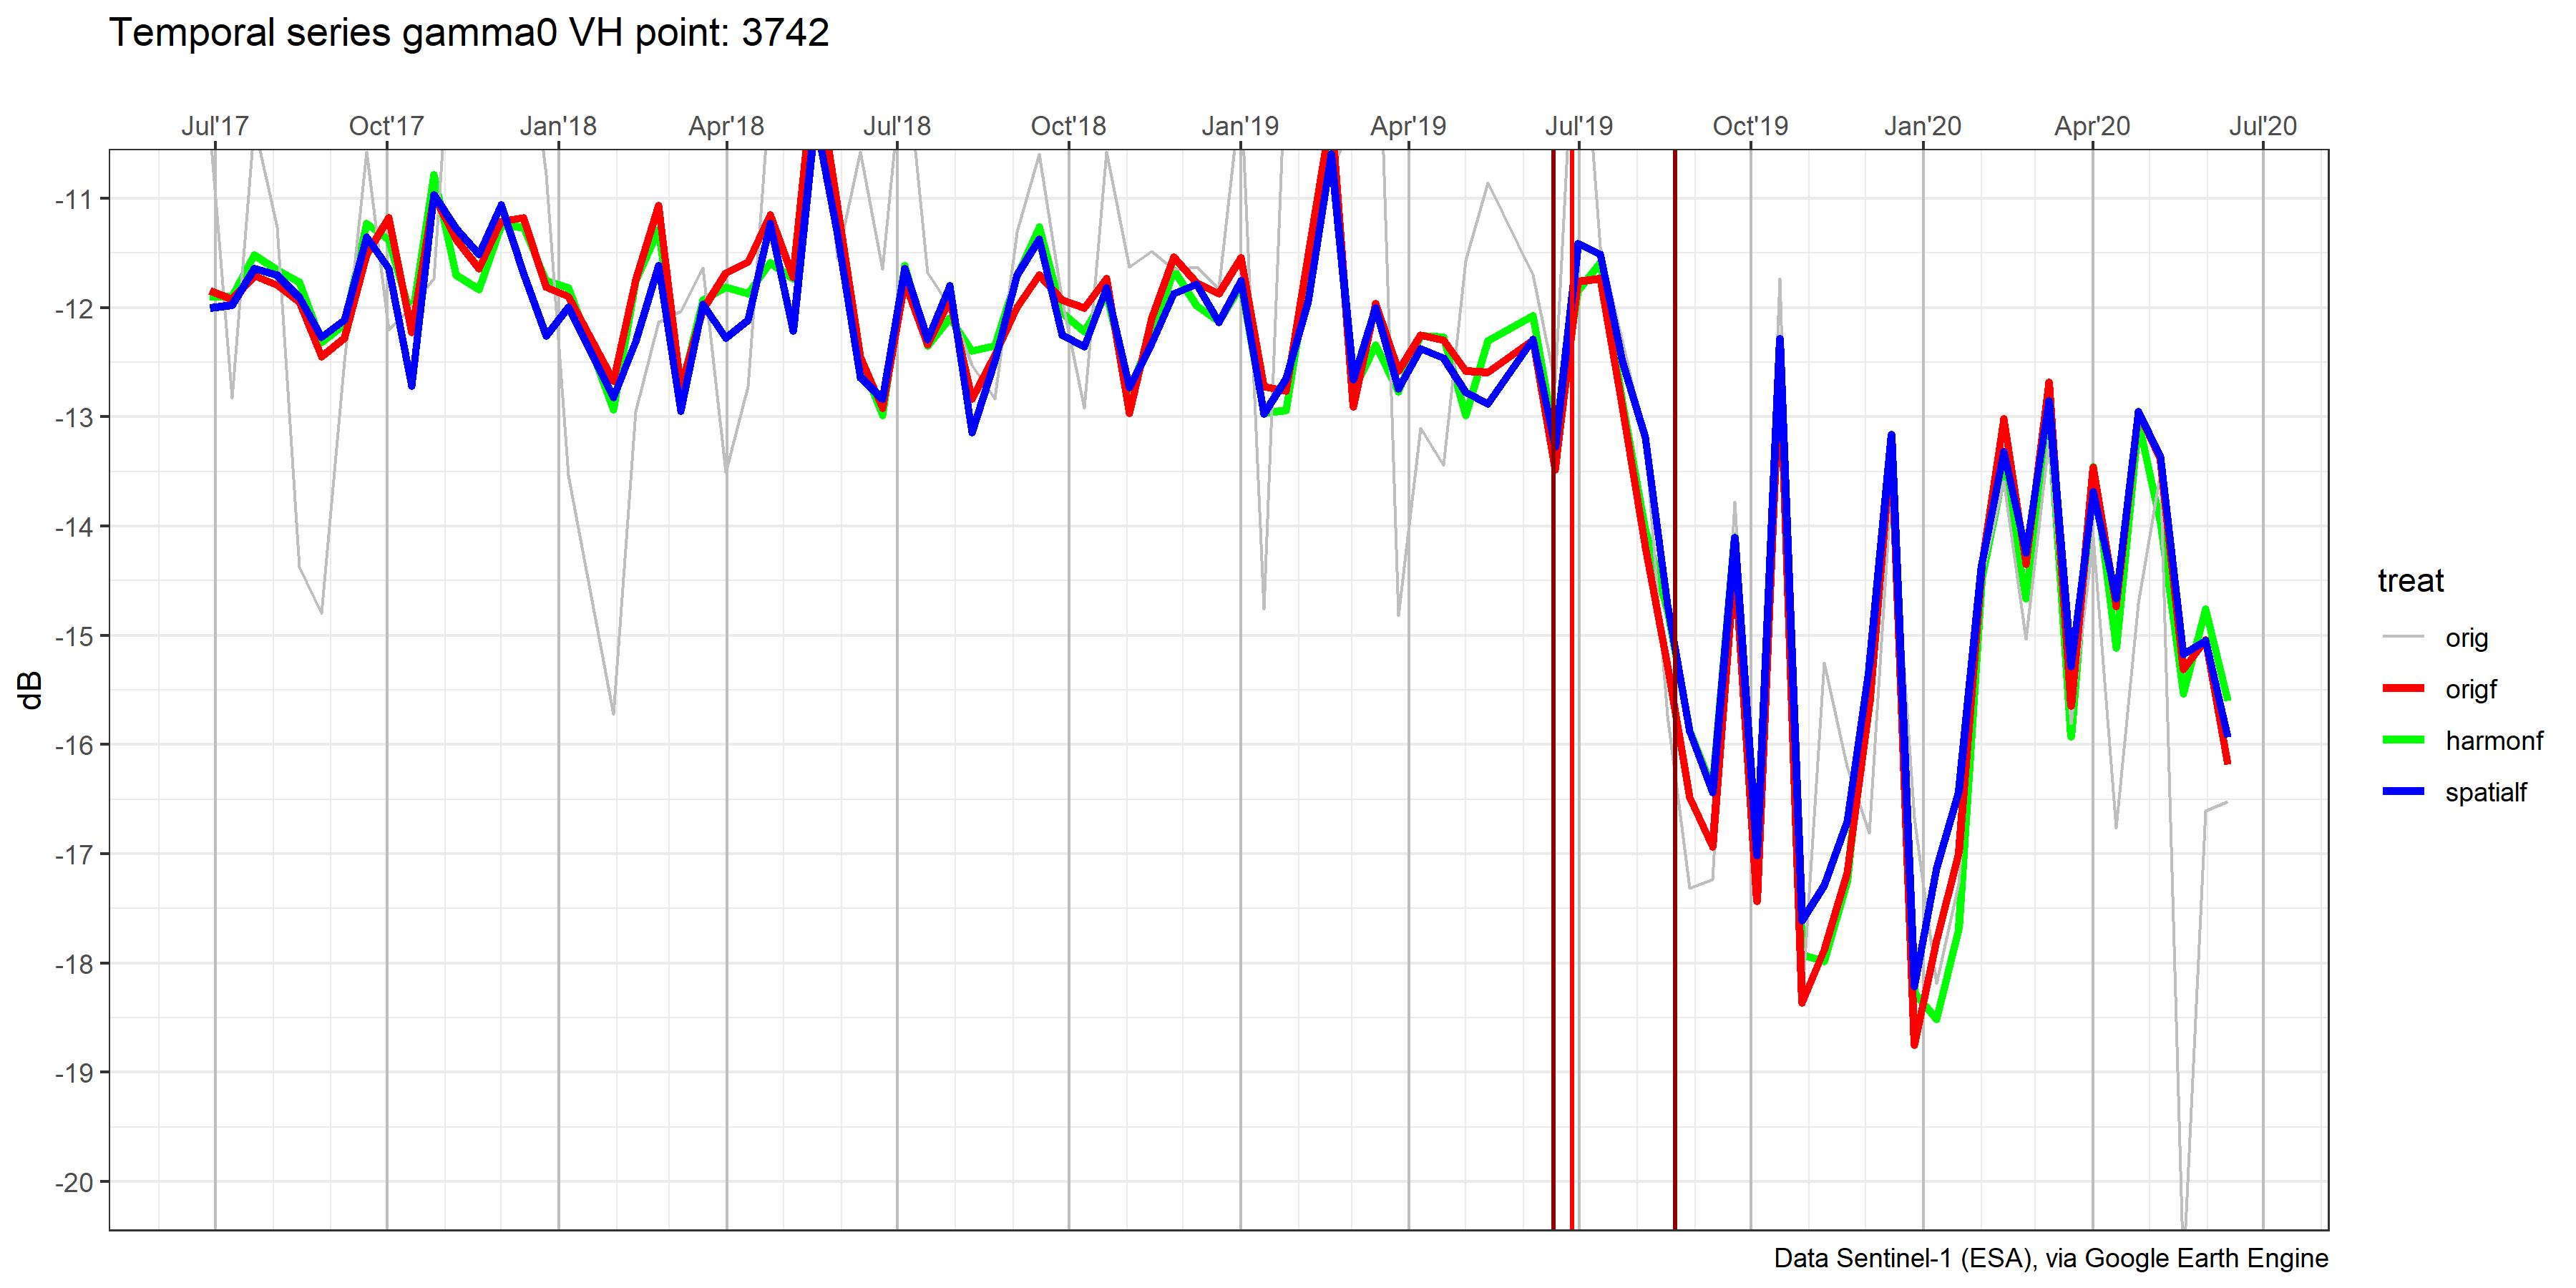 Temporal series gamma0 VH point: 3742
Jul'17 Oct'17 Jan'18 Apr'18 Jul'18 Oct'18 Jan'19 Apr'19 Jul'19 Oct'19 Jan'20 Apr'20 Jul'20
-11
-12
-13
-14
-15
-16
-17
-18
-19
-20
dB
treat
orig
origf
harmonf
spatialf
Data Sentinel-1 (ESA), via Google Earth Engine